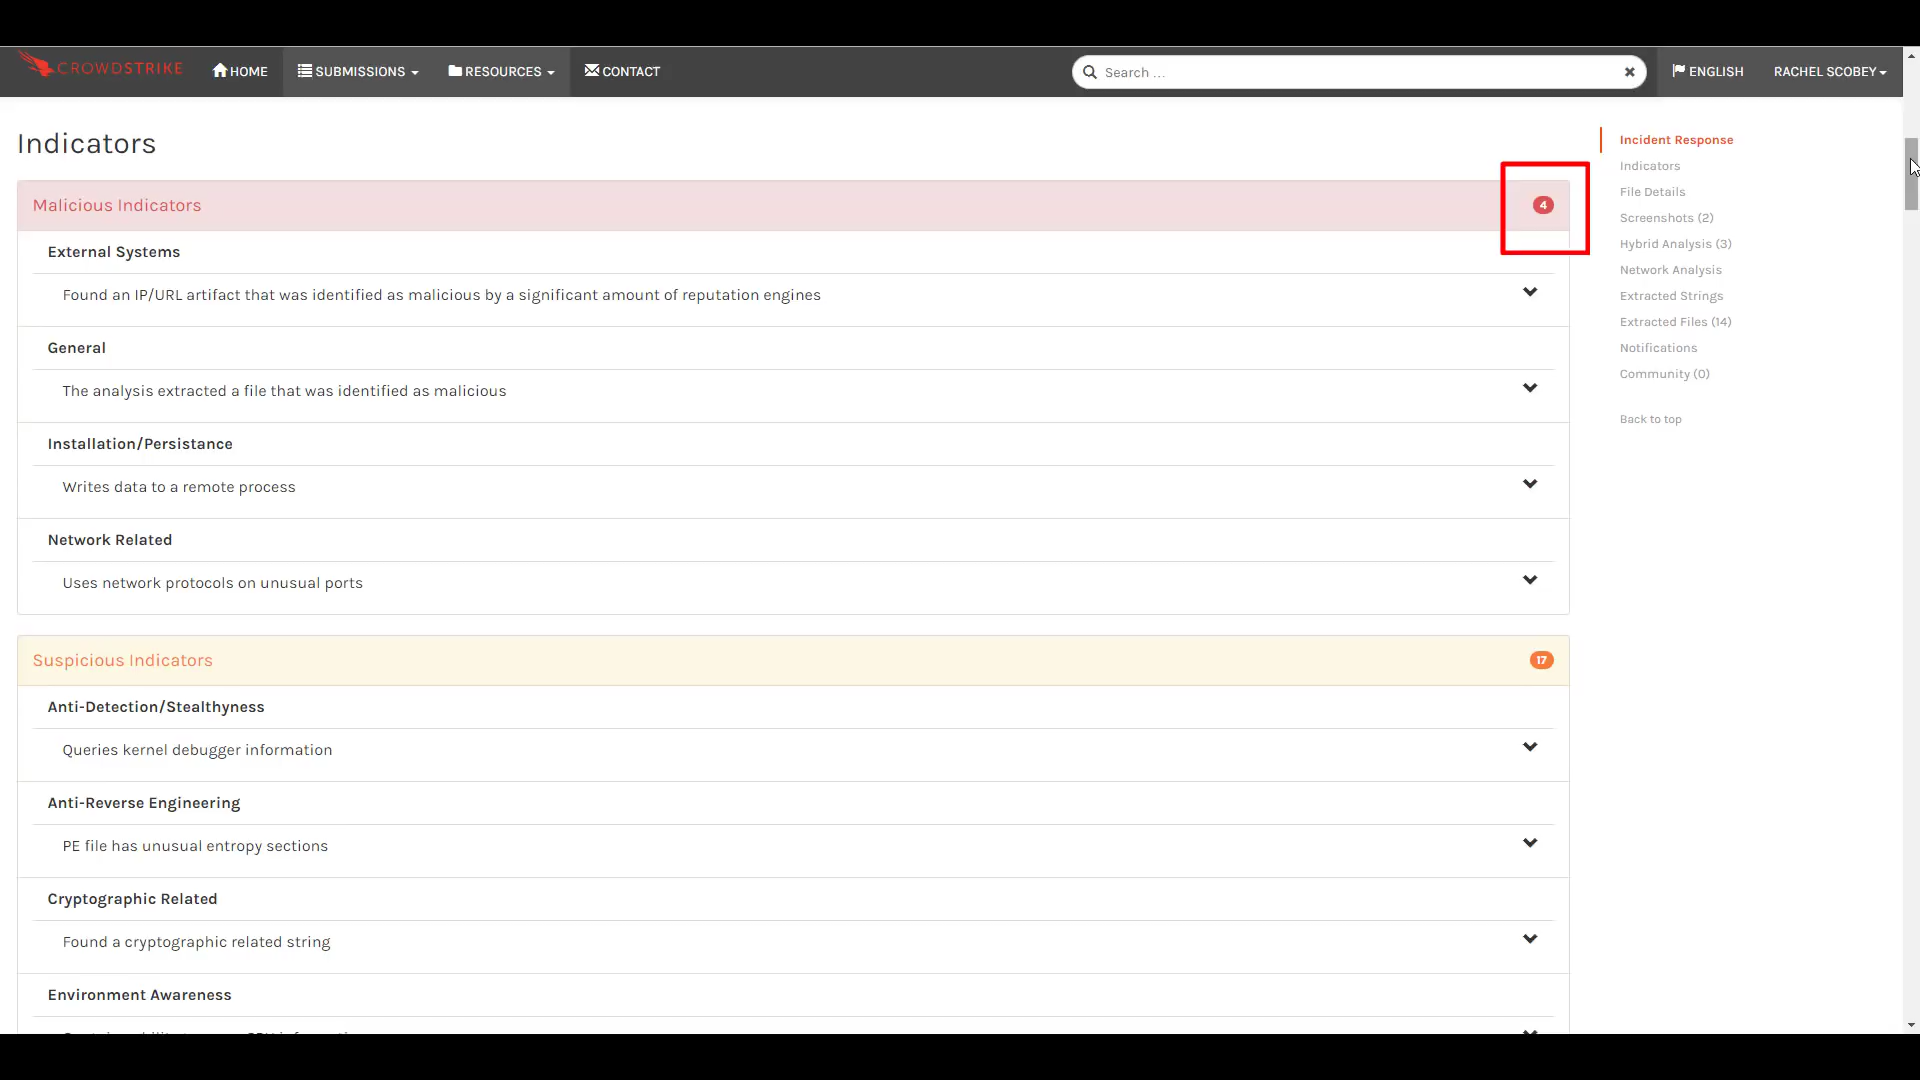 CROWDSTRIKE HOME SUBMISSIONS RESOURCES CONTACT Search ... ENGLISH RACHEL SCOBEY
Indicators
Malicious Indicators 4
External Systems
Found an IP/URL artifact that was identified as malicious by a significant amount of reputation engines
General
The analysis extracted a file that was identified as malicious
Installation/Persistance
Writes data to a remote process
Network Related
Uses network protocols on unusual ports
Suspicious Indicators 17
Anti-Detection/Stealthyness
Queries kernel debugger information
Anti-Reverse Engineering
PE file has unusual entropy sections
Cryptographic Related
Found a cryptographic related string
Environment Awareness
Incident Response
Indicators
File Details
Screenshots (2)
Hybrid Analysis (3)
Network Analysis
Extracted Strings
Extracted Files (14)
Notifications
Community (0)
Back to top